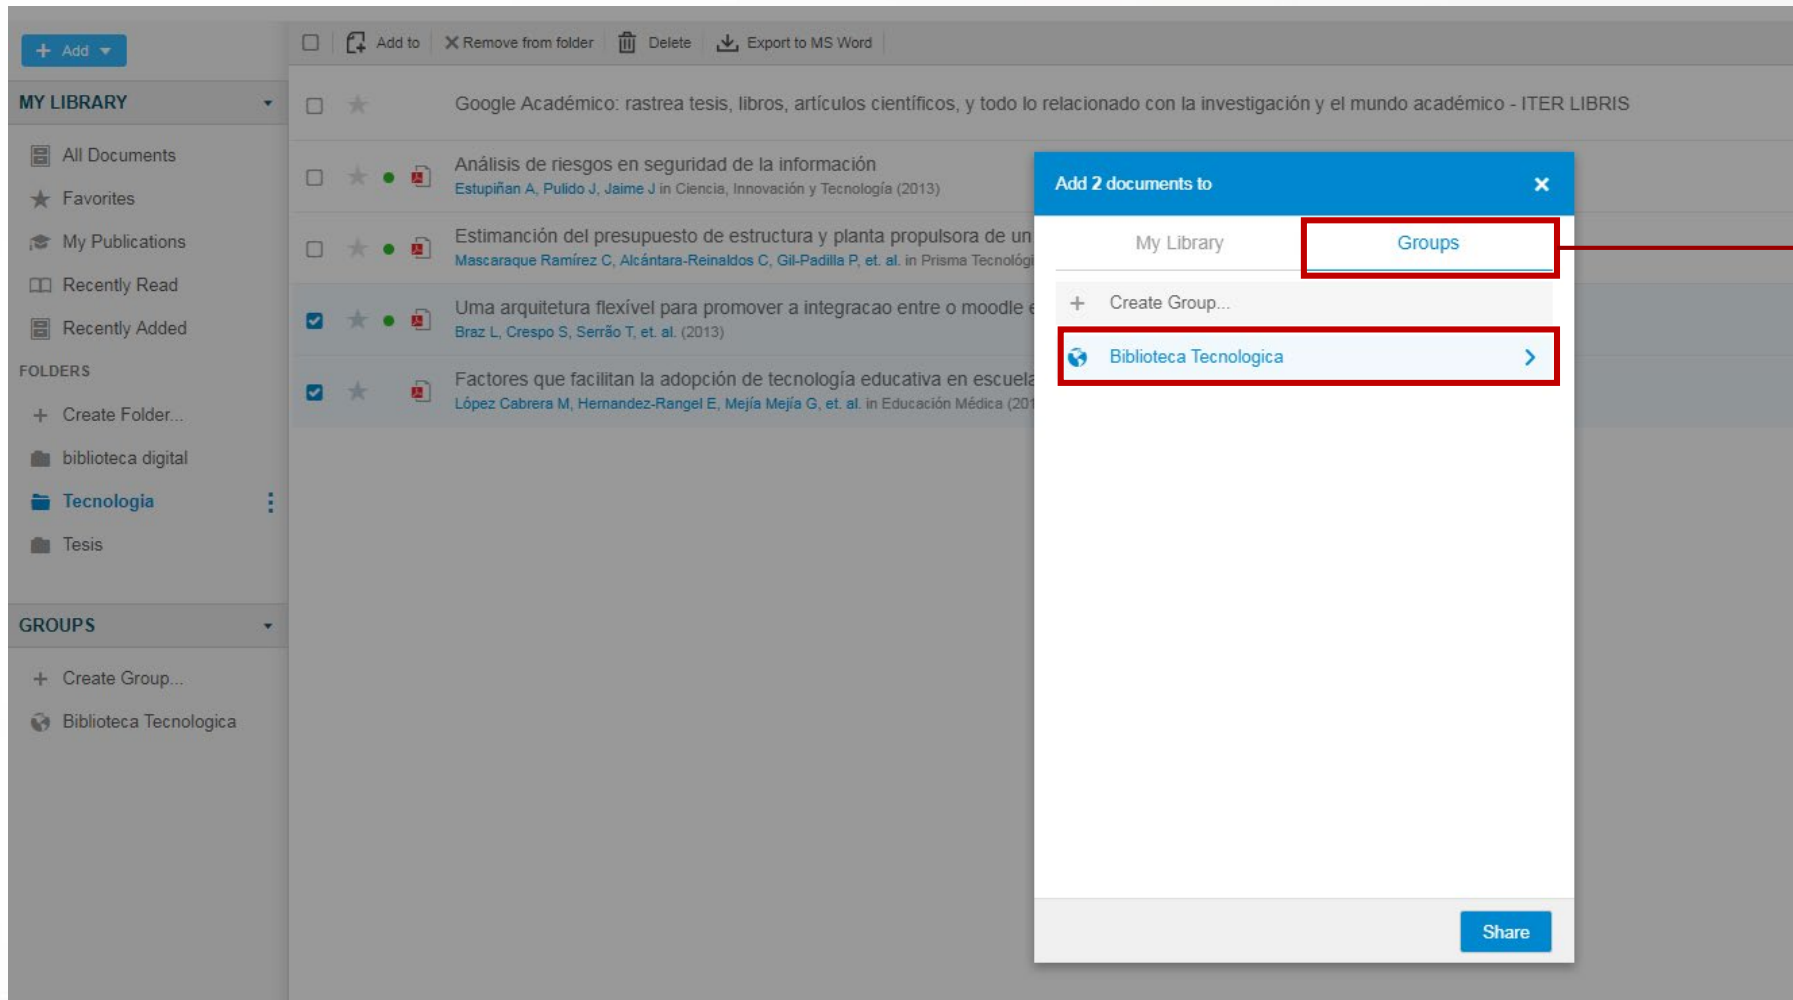 Add
MY LIBRARY
All Documents
Favorites
My Publications
Recently Read
Recently Added
FOLDERS
Create Folder...
biblioteca digital
Tecnologia
Tesis
GROUPS
Create Group...
Biblioteca Tecnologica
Add to Remove from folder Delete Export to MS Word
Google Académico: rastrea tesis, libros, artículos científicos, y todo lo relacionado con la investigación y el mundo académico - ITER LIBRIS
Análisis de riesgos en seguridad de la información
Estupiñan A, Pulido J, Jaime J in Ciencia, Innovación y Tecnología (2013)
Estimanción del presupuesto de estructura y planta propulsora de un
Mascaraque Ramírez C, Alcántara-Reinaldos C, Gil-Padilla P, et. al. in Prisma Tecnológi
Uma arquitetura flexível para promover a integracao entre o moodle e
Braz L, Crespo S, Serrão T, et. al. (2013)
Factores que facilitan la adopción de tecnología educativa en escuela
López Cabrera M, Hernandez-Rangel E, Mejía Mejía G, et. al. in Educación Médica (201
Add 2 documents to
My Library Groups
Create Group...
Biblioteca Tecnologica
Share